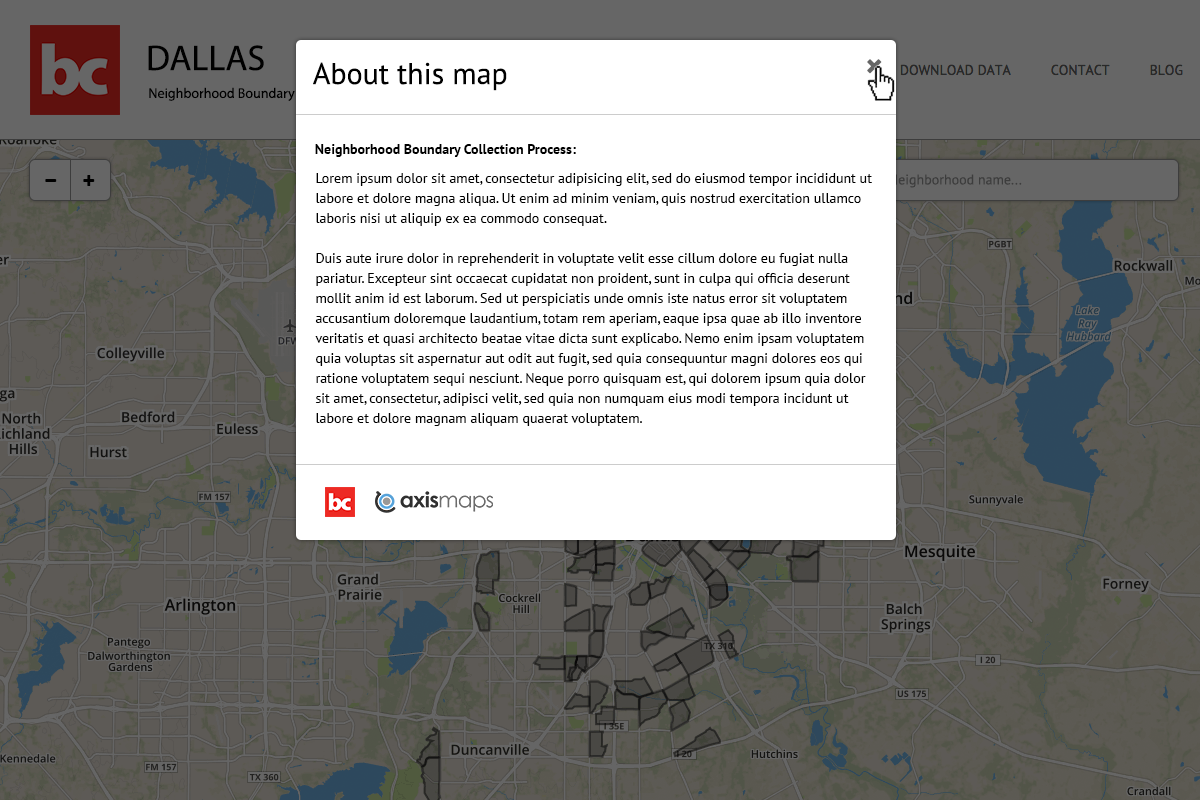 bc
DALLAS
Neighborhood Boundary
DOWNLOAD DATA
CONTACT
BLOG
About this map
Neighborhood Boundary Collection Process:
Lorem ipsum dolor sit amet, consectetur adipisicing elit, sed do eiusmod tempor incididunt ut
labore et dolore magna aliqua. Ut enim ad minim veniam, quis nostrud exercitation ullamco
laboris nisi ut aliquip ex ea commodo consequat.
Duis aute irure dolor in reprehenderit in voluptate velit esse cillum dolore eu fugiat nulla
pariatur. Excepteur sint occaecat cupidatat non proident, sunt in culpa qui officia deserunt
mollit anim id est laborum. Sed ut perspiciatis unde omnis iste natus error sit voluptatem
accusantium doloremque laudantium, totam rem aperiam, eaque ipsa quae ab illo inventore
veritatis et quasi architecto beatae vitae dicta sunt explicabo. Nemo enim ipsam voluptatem
quia voluptas sit aspernatur aut odit aut fugit, sed quia consequuntur magni dolores eos qui
ratione voluptatem sequi nesciunt. Neque porro quisquam est, qui dolorem ipsum quia dolor
sit amet, consectetur, adipisci velit, sed quia non numquam eius modi tempora incidunt ut
labore et dolore magnam aliquam quaerat voluptatem.
bc axismaps
− +
eighborhood name...
PGBT
Rockwall
nd
Lake
Ray
Hubbard
DFW
Colleyville
North
ichland
Hills
Bedford
Euless
Hurst
FM 157
Sunnyvale
Mesquite
Grand
Prairie
Arlington
Cockrell
Hill
Forney
Balch
Springs
Pantego
Dalworthington
Gardens
TX 310
I 20
US 175
I 35E
Duncanville
I 20
Hutchins
Kennedale
FM 157
TX 360
Crandall